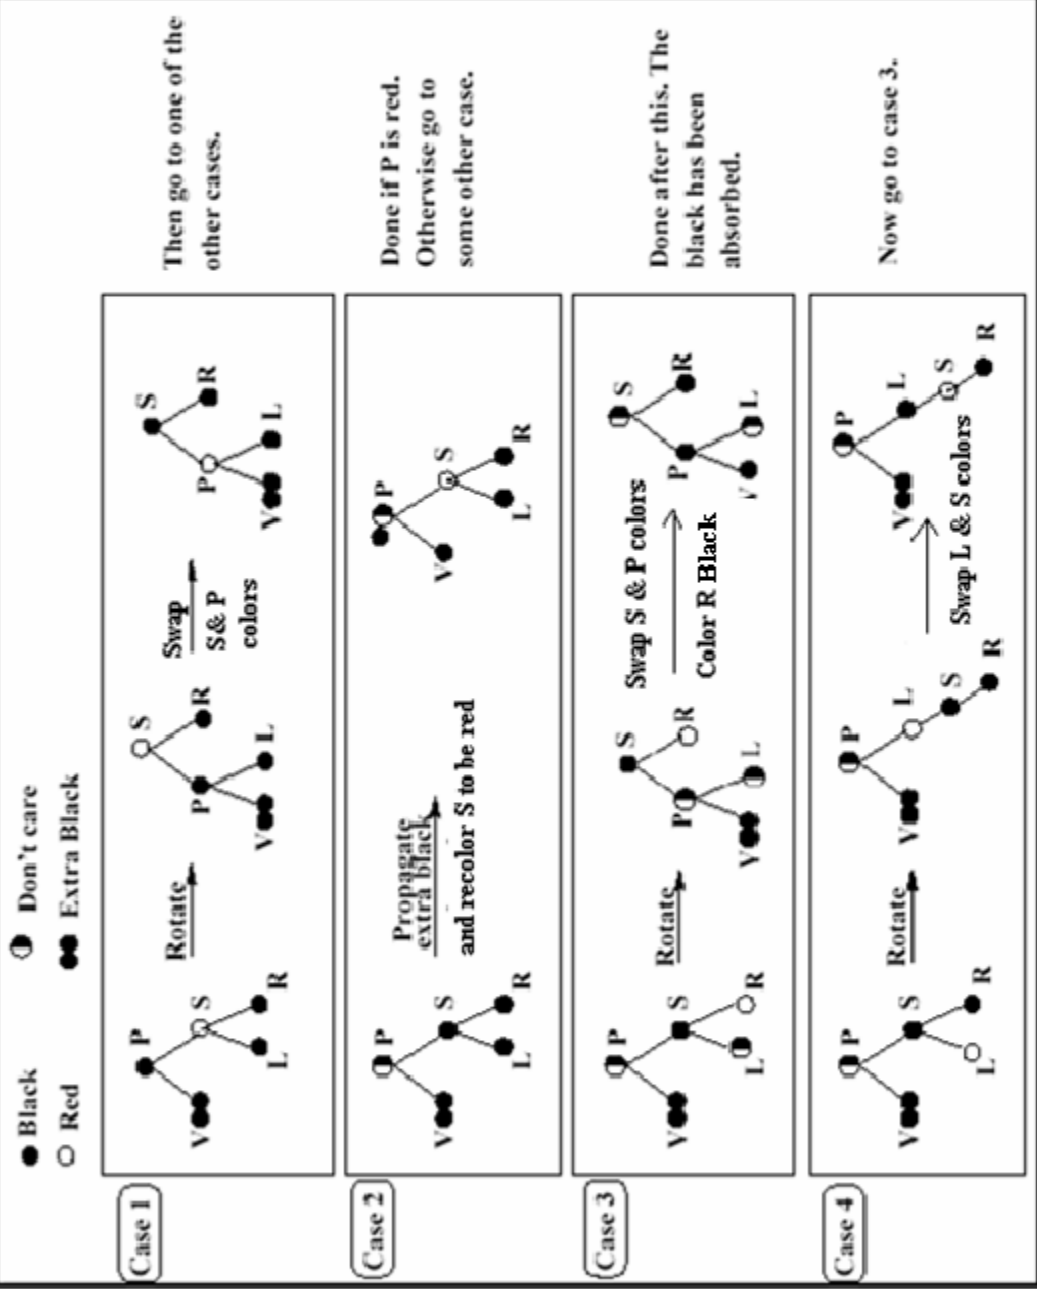 Black
Don't care
Red
Extra Black
Case 1
P
S
V
L
R
Rotate
S
P
R
V
L
Swap
S& P
colors
S
P
R
V
L
Then go to one of the
other cases.
Case 2
P
V
S
L
R
Propagate
extra black
and recolor S to be red
P
V
S
L
R
Done if P is red.
Otherwise go to
some other case.
Case 3
P
V
S
L
R
Rotate
S
P
R
V
L
Swap S & P colors
Color R Black
S
P
R
V
L
Done after this. The
black has been
absorbed.
Case 4
P
V
S
L
R
Rotate
P
V
L
S
R
Swap L & S colors
P
V
L
S
R
Now go to case 3.